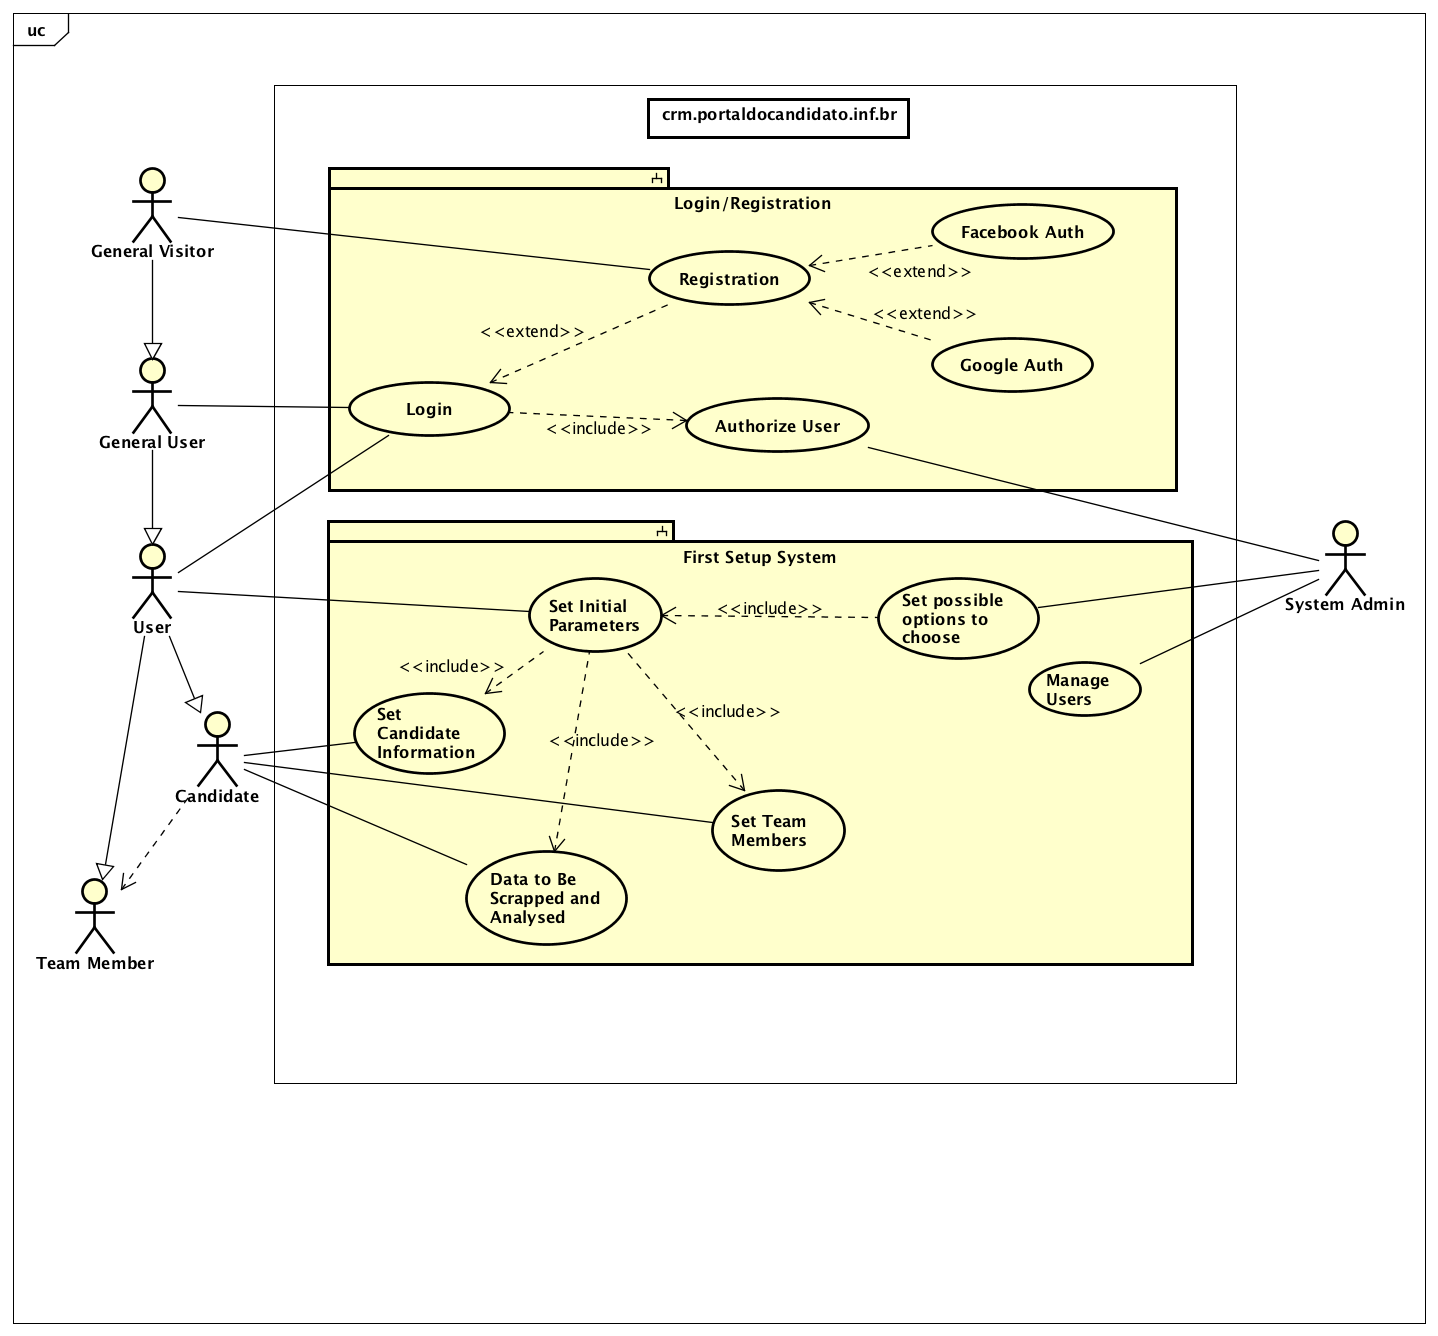 uc
crm.portaldocandidato.inf.br
Login/Registration
General Visitor
Facebook Auth
<<extend>>
Registration
<<extend>>
Google Auth
<<extend>>
General User
Login
<<include>>
Authorize User
First Setup System
User
Set Initial
Parameters
<<include>>
Set possible
options to
choose
System Admin
<<include>>
Manage
Users
Set
Candidate
Information
<<include>>
<<include>>
Candidate
Set Team
Members
Data to Be
Scrapped and
Analysed
Team Member